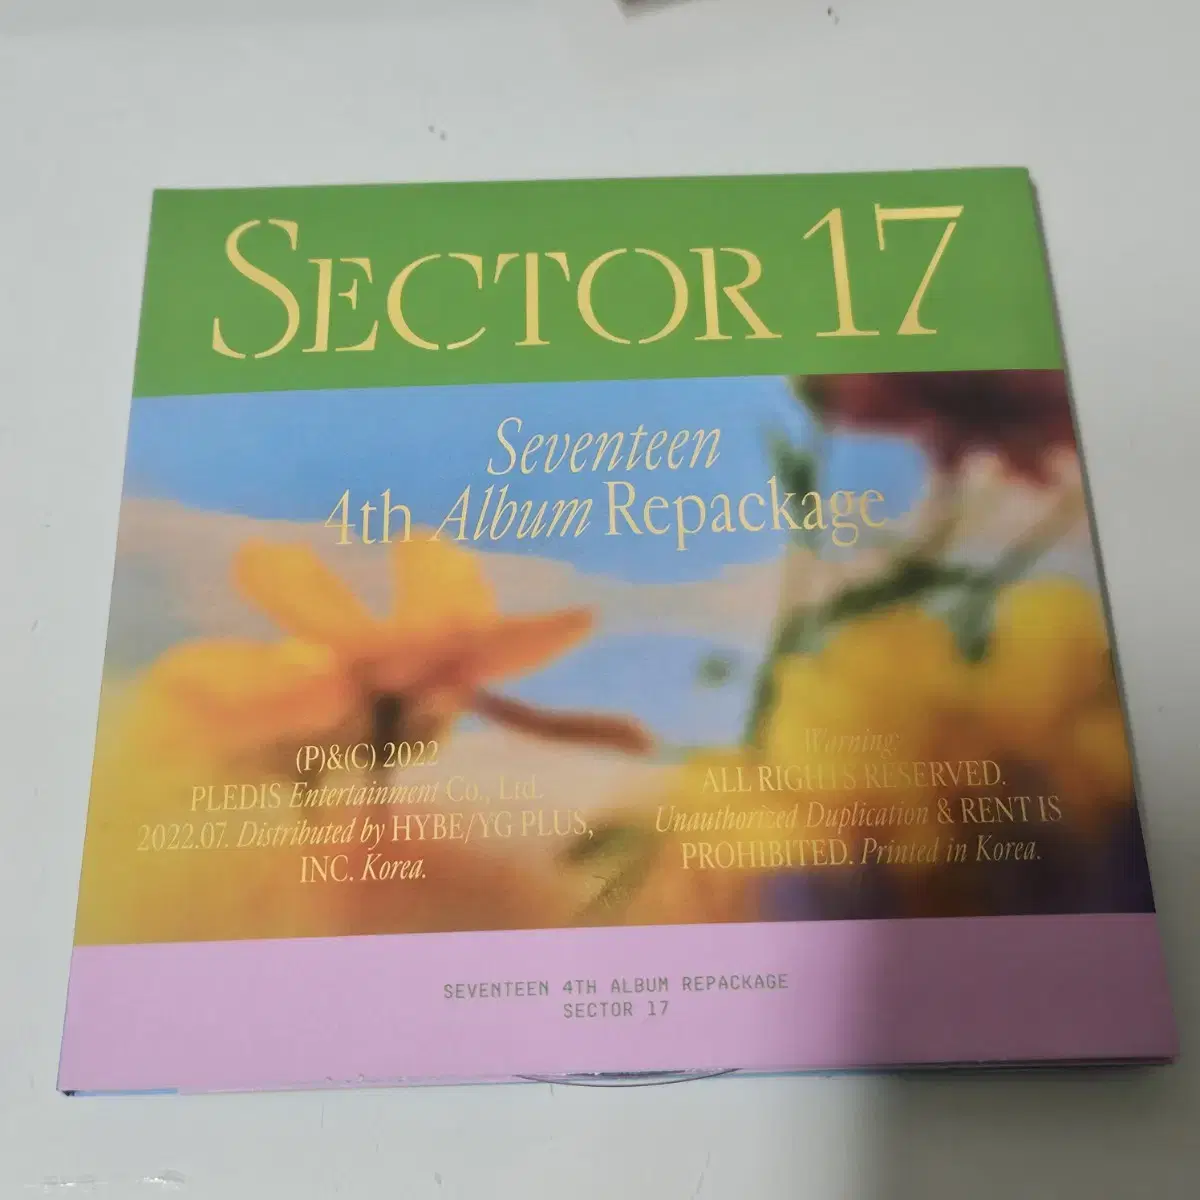 SECTOR 17
Seventeen
4th Album Repackage
(P)&(C) 2022
PLEDIS Entertainment Co., Ltd.
2022.07. Distributed by HYBE/YG PLUS,
INC. Korea.
Warning:
ALL RIGHTS RESERVED.
Unauthorized Duplication & RENT IS
PROHIBITED. Printed in Korea.
SEVENTEEN 4TH ALBUM REPACKAGE
SECTOR 17